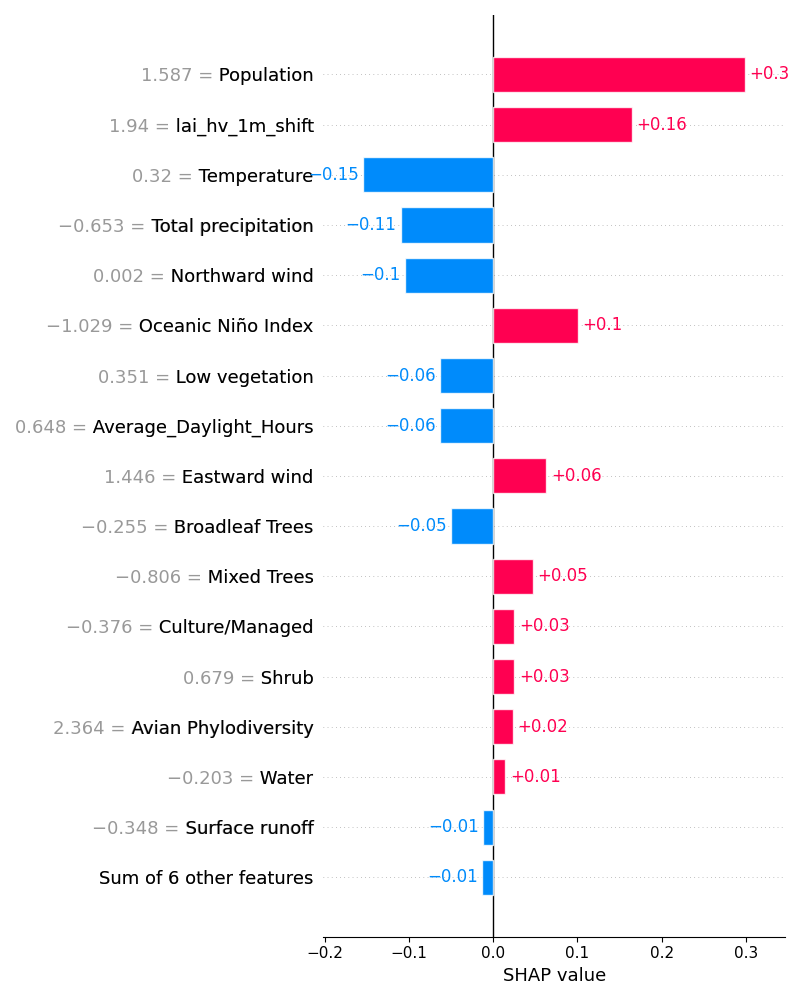 1.587 = Population +0.3
1.94 = lai_hv_1m_shift +0.16
0.32 = Temperature −0.15
−0.653 = Total precipitation −0.11
0.002 = Northward wind −0.1
−1.029 = Oceanic Niño Index +0.1
0.351 = Low vegetation −0.06
0.648 = Average_Daylight_Hours −0.06
1.446 = Eastward wind +0.06
−0.255 = Broadleaf Trees −0.05
−0.806 = Mixed Trees +0.05
−0.376 = Culture/Managed +0.03
0.679 = Shrub +0.03
2.364 = Avian Phylodiversity +0.02
−0.203 = Water +0.01
−0.348 = Surface runoff −0.01
Sum of 6 other features −0.01
−0.2 −0.1 0.0 0.1 0.2 0.3
SHAP value